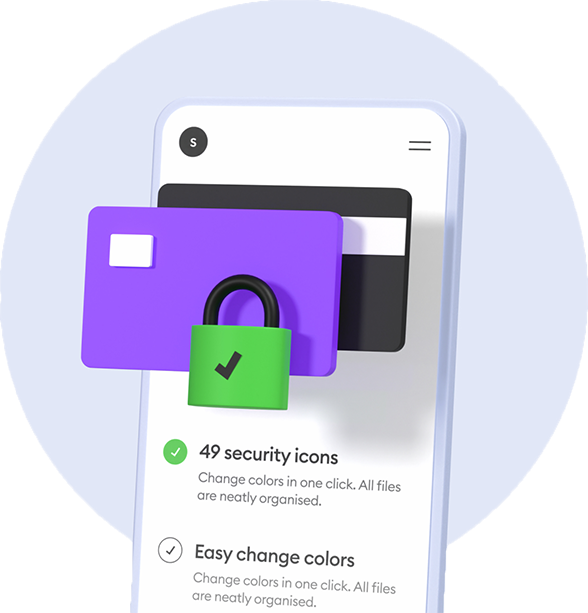 S
49 security icons
Change colors in one click. All files
are neatly organised.
Easy change colors
Change colors in one click. All files
are neatly organised.